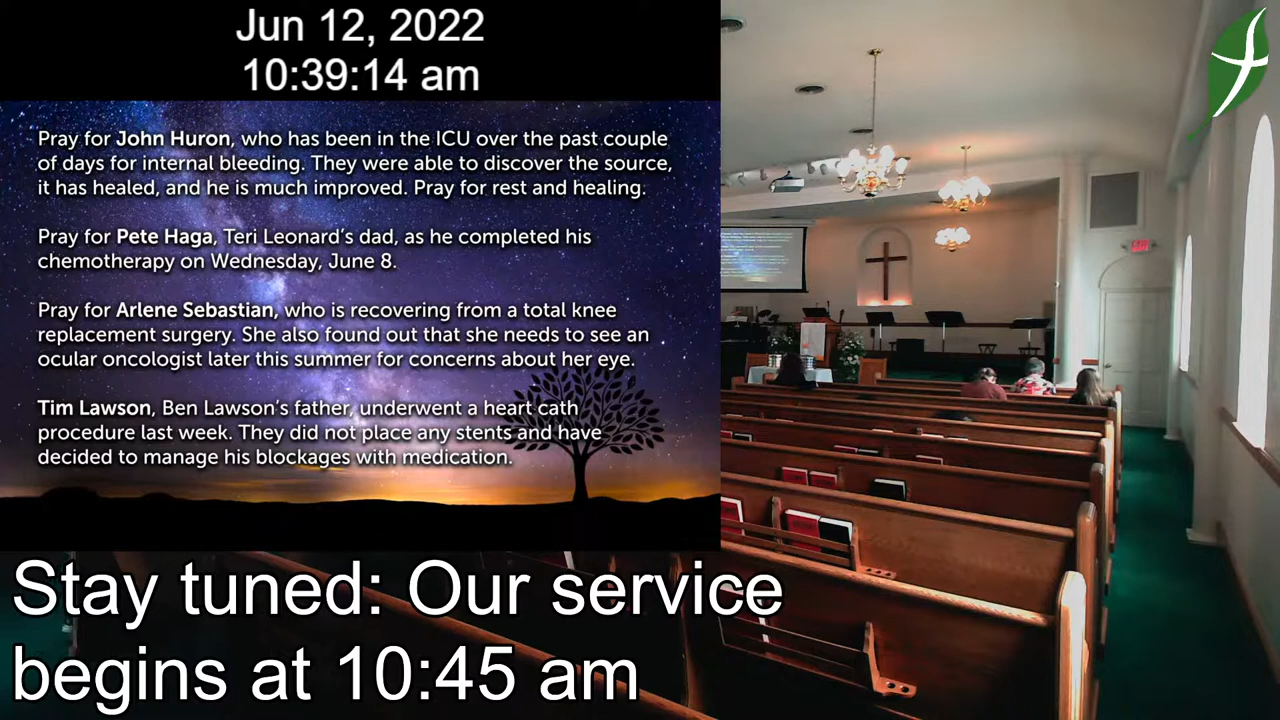 Jun 12, 2022
10:39:14 am
Pray for John Huron, who has been in the ICU over the past couple
of days for internal bleeding. They were able to discover the source,
it has healed, and he is much improved. Pray for rest and healing.
Pray for Pete Haga, Teri Leonard's dad, as he completed his
chemotherapy on Wednesday, June 8.
Pray for Arlene Sebastian, who is recovering from a total knee
replacement surgery. She also found out that she needs to see an
ocular oncologist later this summer for concerns about her eye.
Tim Lawson, Ben Lawson's father, underwent a heart cath
procedure last week. They did not place any stents and have
decided to manage his blockages with medication.
Stay tuned: Our service
begins at 10:45 am